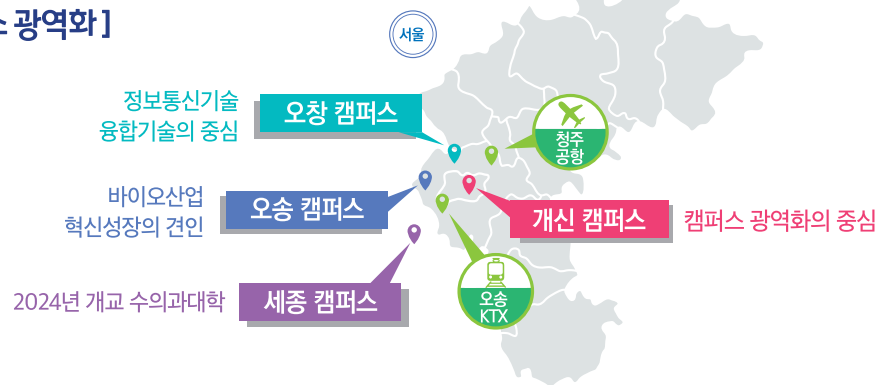 광역화 ]
서울
정보통신기술
융합기술의 중심
오창 캠퍼스
청주
공항
바이오산업
혁신성장의 견인
오송 캠퍼스
개신 캠퍼스
캠퍼스 광역화의 중심
2024년 개교 수의과대학
세종 캠퍼스
오송
KTX